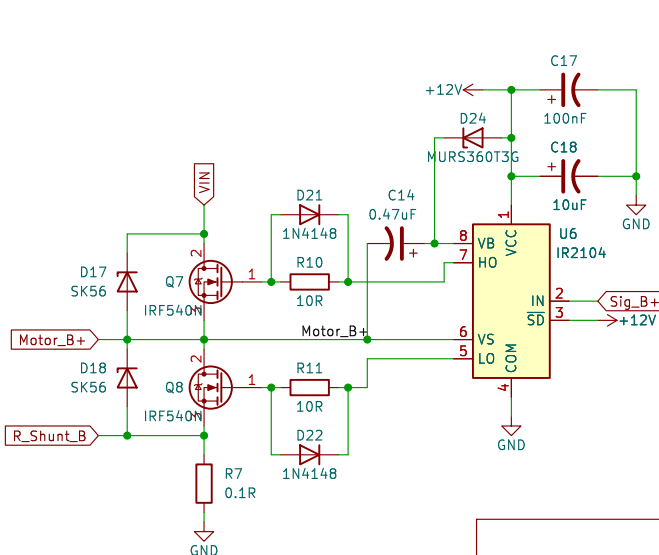 C17
+12V
100nF
D24
MURS360T3G
C18
10uF
GND
VIN
D21
1N4148
C14
0.47uF
+
+
+
1
U6
IR2104
8
VB
VCC
7
HO
2
D17
SK56
Q7
1
R10
10R
IRF540N
IN
2
Sig_B+
SD
3
+12V
Motor_B+
Motor_B+
6
VS
5
LO
COM
4
GND
D18
SK56
2
Q8
1
R11
10R
IRF540N
D22
1N4148
R_Shunt_B
R7
0.1R
GND